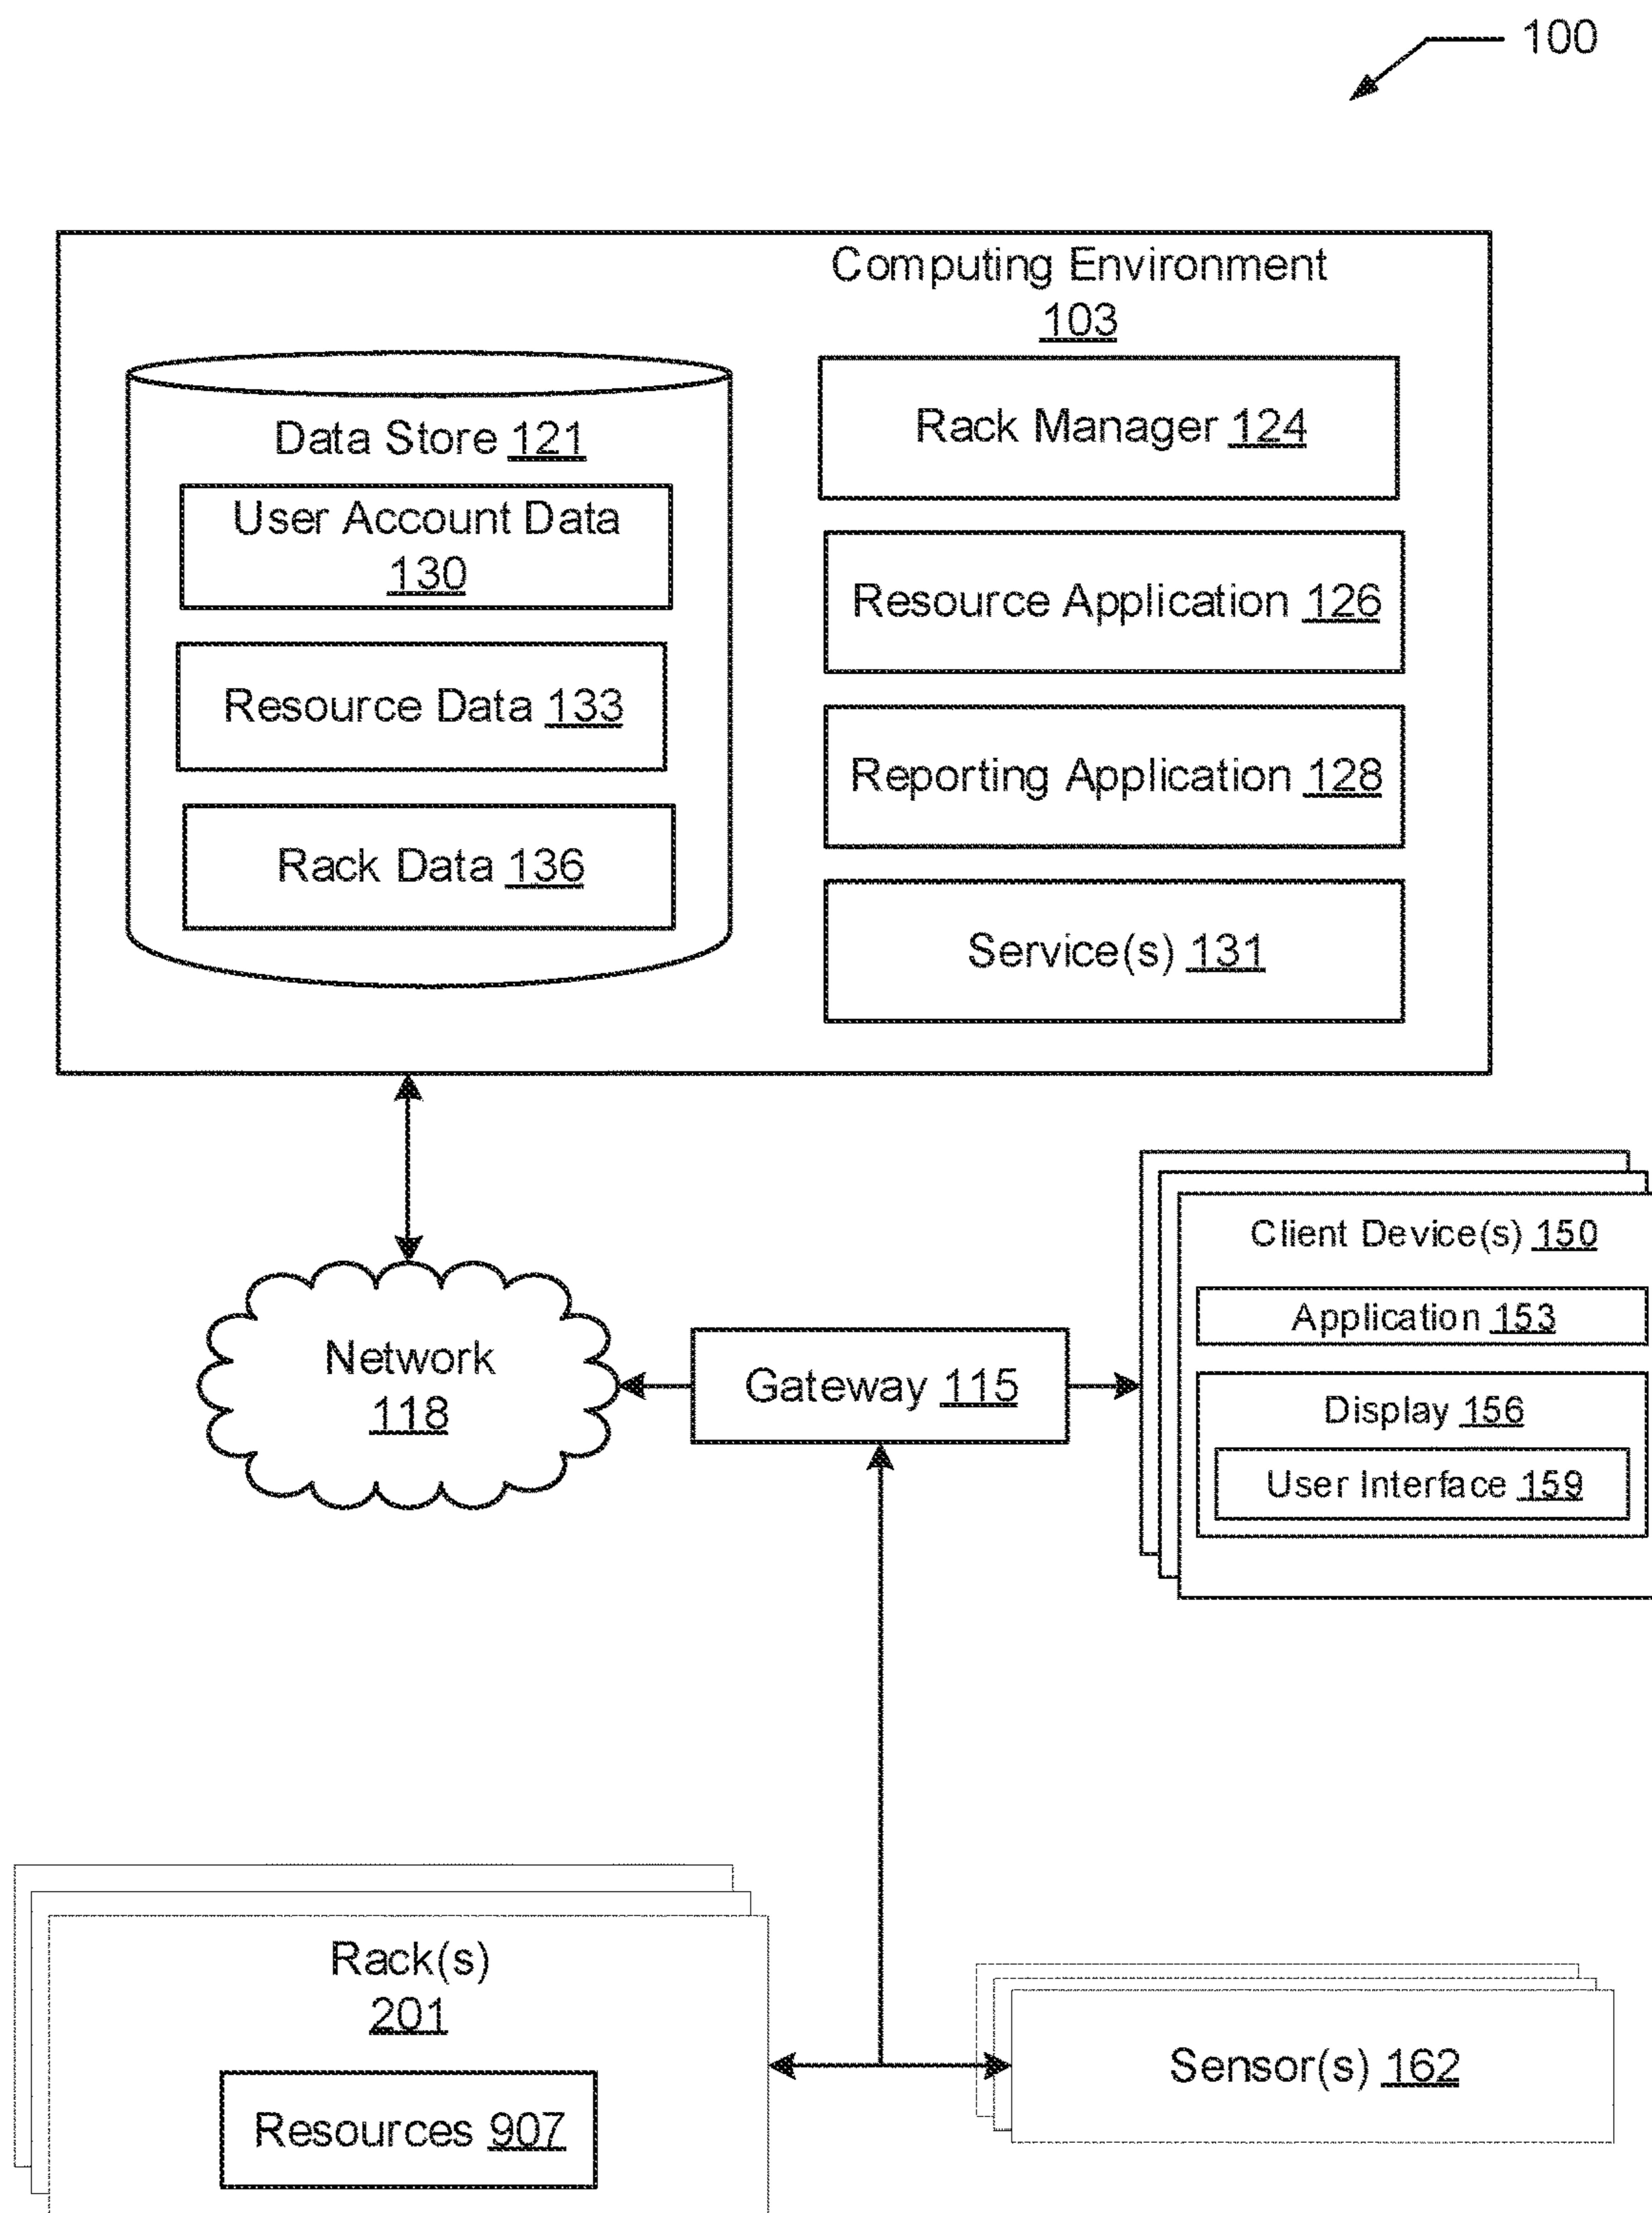 100
Computing Environment
103
Data Store 121
User Account Data
130
Resource Data 133
Rack Data 136
Rack Manager 124
Resource Application 126
Reporting Application 128
Service(s) 131
Network
118
Gateway 115
Client Device(s) 150
Application 153
Display 156
User Interface 159
Rack(s)
201
Resources 907
Sensor(s) 162